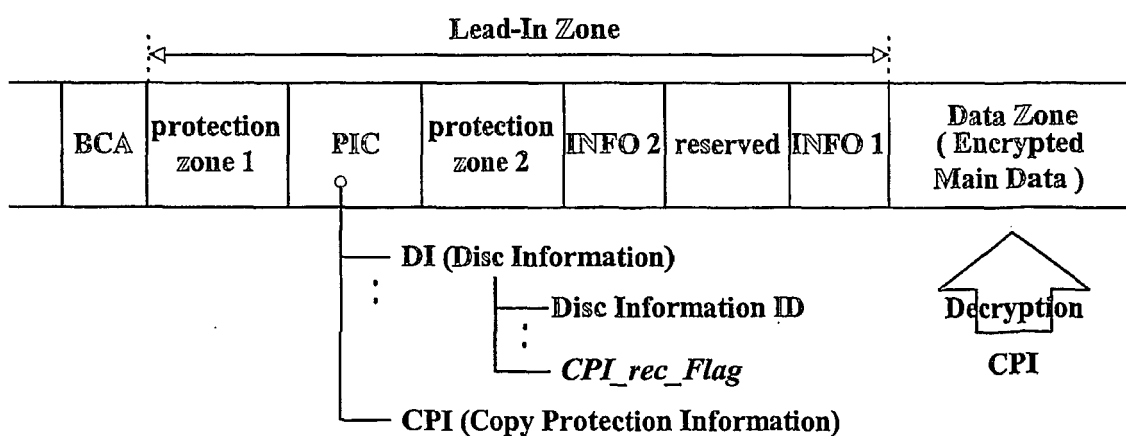 Lead-In Zone
BCA
protection
zone 1
PIC
protection
zone 2
INFO 2
reserved
INFO 1
Data Zone
( Encrypted
Main Data )
DI (Disc Information)
Disc Information ID
CPI_rec_Flag
CPI (Copy Protection Information)
Decryption
CPI